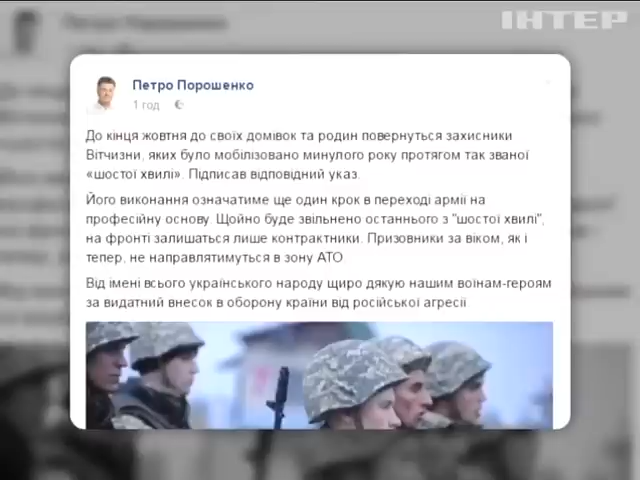 ІНТЕР
Петро Порошенко
1 год
До кінця жовтня до своїх домівок та родин повернуться захисники
Вітчизни, яких було мобілізовано минулого року протягом так званої
«шостої хвилі». Підписав відповідний указ.
Його виконання означатиме ще один крок в переході армії на
професійну основу. Щойно буде звільнено останнього з "шостої хвилі",
на фронті залишаться лише контрактники. Призовники за віком, як і
тепер, не направлятимуться в зону АТО.
Від імені всього українського народу щиро дякую нашим воїнам-героям
за видатний внесок в оборону країни від російської агресії